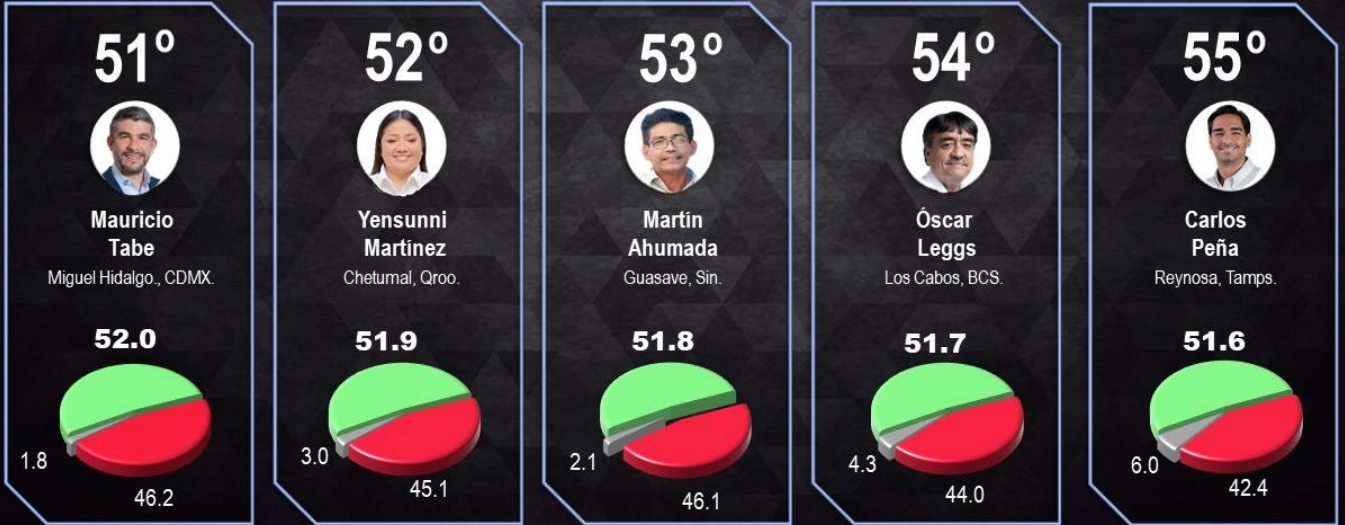 51º
Mauricio
Tabe
Miguel Hidalgo., CDMX.
52.0
1.8
46.2
52º
Yensunni
Martínez
Chetumal, Qroo.
51.9
3.0
45.1
53º
Martín
Ahumada
Guasave, Sin.
51.8
2.1
46.1
54º
Óscar
Leggs
Los Cabos, BCS.
51.7
4.3
44.0
55º
Carlos
Peña
Reynosa, Tamps.
51.6
6.0
42.4